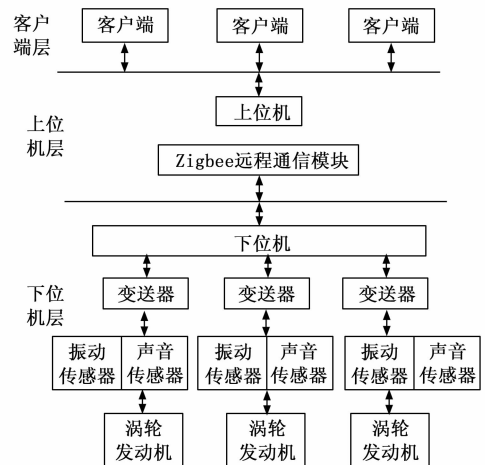 客户
端层
客户端
客户端
客户端
上位
机层
上位机
Zigbee远程通信模块
下位机
下位
机层
变送器
变送器
变送器
振动
传感器
声音
传感器
振动
传感器
声音
传感器
振动
传感器
声音
传感器
涡轮
发动机
涡轮
发动机
涡轮
发动机